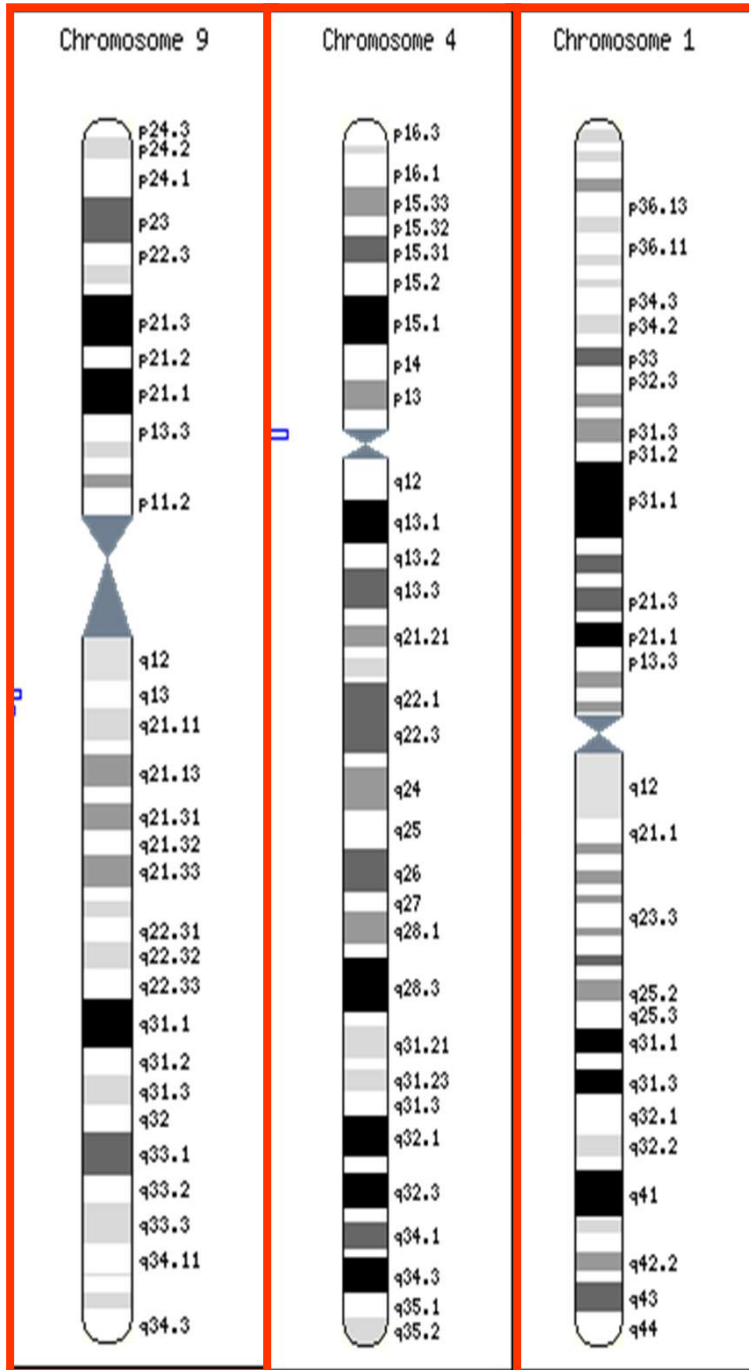 Chromosome 9
p24.3
p24.2
p24.1
p23
p22.3
p21.3
p21.2
p21.1
p13.3
p11.2
q12
q13
q21.11
q21.13
q21.31
q21.32
q21.33
q22.31
q22.32
q22.33
q31.1
q31.2
q31.3
q32
q33.1
q33.2
q33.3
q34.11
q34.3
Chromosome 4
p16.3
p16.1
p15.33
p15.32
p15.31
p15.2
p15.1
p14
p13
q12
q13.1
q13.2
q13.3
q21.21
q22.1
q22.3
q24
q25
q26
q27
q28.1
q28.3
q31.21
q31.23
q31.3
q32.1
q32.3
q34.1
q34.3
q35.1
q35.2
Chromosome 1
p36.13
p36.11
p34.3
p34.2
p33
p32.3
p31.3
p31.2
p31.1
p21.3
p21.1
p13.3
q12
q21.1
q23.3
q25.2
q25.3
q31.1
q31.3
q32.1
q32.2
q41
q42.2
q43
q44